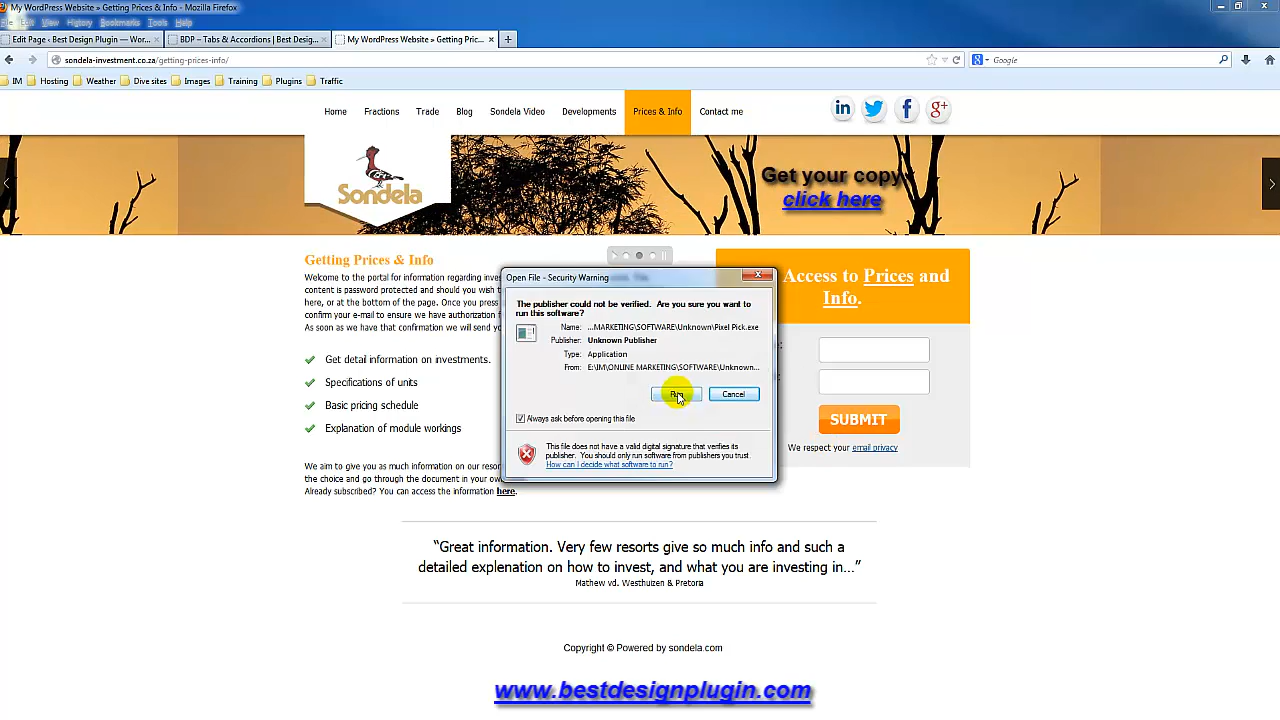 My WordPress Website » Getting Prices & Info - Mozilla Firefox
File Edit View History Bookmarks Tools Help
Edit Page ‹ Best Design Plugin — Wor... ×
BDP – Tabs & Accordions | Best Desig... ×
My WordPress Website » Getting Pric... ×
sondela-investment.co.za/getting-prices-info/
Google
IM Hosting Weather Dive sites Images Training Plugins Traffic
Home Fractions Trade Blog Sondela Video Developments Prices & Info Contact me
in f g+
Sondela
Get your copy
click here
Getting Prices & Info
Welcome to the portal for information regarding inve
content is password protected and should you wish t
here, or at the bottom of the page. Once you press
confirm your e-mail to ensure we have authorization f
As soon as we have that confirmation we will send yo
Get detail information on investments.
Specifications of units
Basic pricing schedule
Explanation of module workings
We aim to give you as much information on our resor
the choice and go through the document in your ow
Already subscribed? You can access the information here.
Open File - Security Warning
The publisher could not be verified. Are you sure you want to
run this software?
Name: ...MARKETING\SOFTWARE\Unknown\Pixel Pick.exe
Publisher: Unknown Publisher
Type: Application
From: E:\IM\ONLINE MARKETING\SOFTWARE\Unknown...
Run Cancel
Always ask before opening this file
This file does not have a valid digital signature that verifies its
publisher. You should only run software from publishers you trust.
How can I decide what software to run?
Access to Prices and
Info.
SUBMIT
We respect your email privacy
“Great information. Very few resorts give so much info and such a
detailed explenation on how to invest, and what you are investing in...”
Mathew vd. Westhuizen & Pretoria
Copyright © Powered by sondela.com
www.bestdesignplugin.com